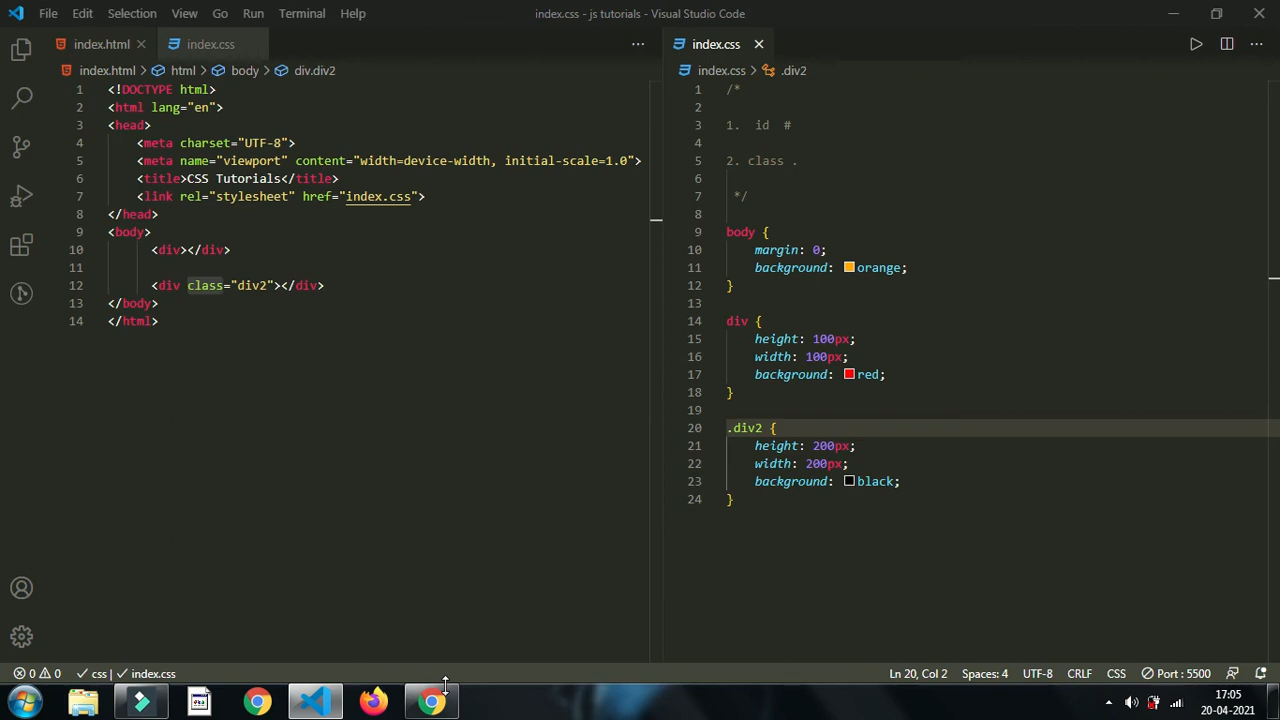 File Edit Selection View Go Run Terminal Help index.css - js tutorials - Visual Studio Code
index.html index.css
index.html > html > body > div.div2
1 <!DOCTYPE html>
2 <html lang="en">
3 <head>
4 <meta charset="UTF-8">
5 <meta name="viewport" content="width=device-width, initial-scale=1.0">
6 <title>CSS Tutorials</title>
7 <link rel="stylesheet" href="index.css">
8 </head>
9 <body>
10 <div></div>
11
12 <div class="div2"></div>
13 </body>
14 </html>
index.css
index.css > .div2
1 /*
2
3 1. id #
4
5 2. class .
6
7 */
8
9 body {
10 margin: 0;
11 background: orange;
12 }
13
14 div {
15 height: 100px;
16 width: 100px;
17 background: red;
18 }
19
20 .div2 {
21 height: 200px;
22 width: 200px;
23 background: black;
24 }
0 0 ✓ css | ✓ index.css Ln 20, Col 2 Spaces: 4 UTF-8 CRLF CSS Port : 5500
17:05
20-04-2021